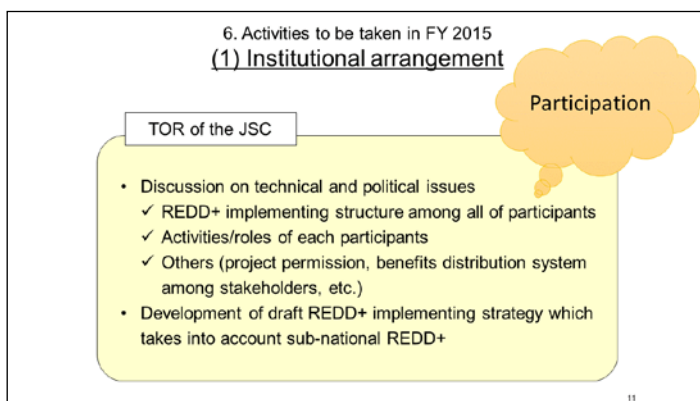 6. Activities to be taken in FY 2015
(1) Institutional arrangement
Participation
TOR of the JSC
• Discussion on technical and political issues
✓ REDD+ implementing structure among all of participants
✓ Activities/roles of each participants
✓ Others (project permission, benefits distribution system
among stakeholders, etc.)
• Development of draft REDD+ implementing strategy which
takes into account sub-national REDD+
11